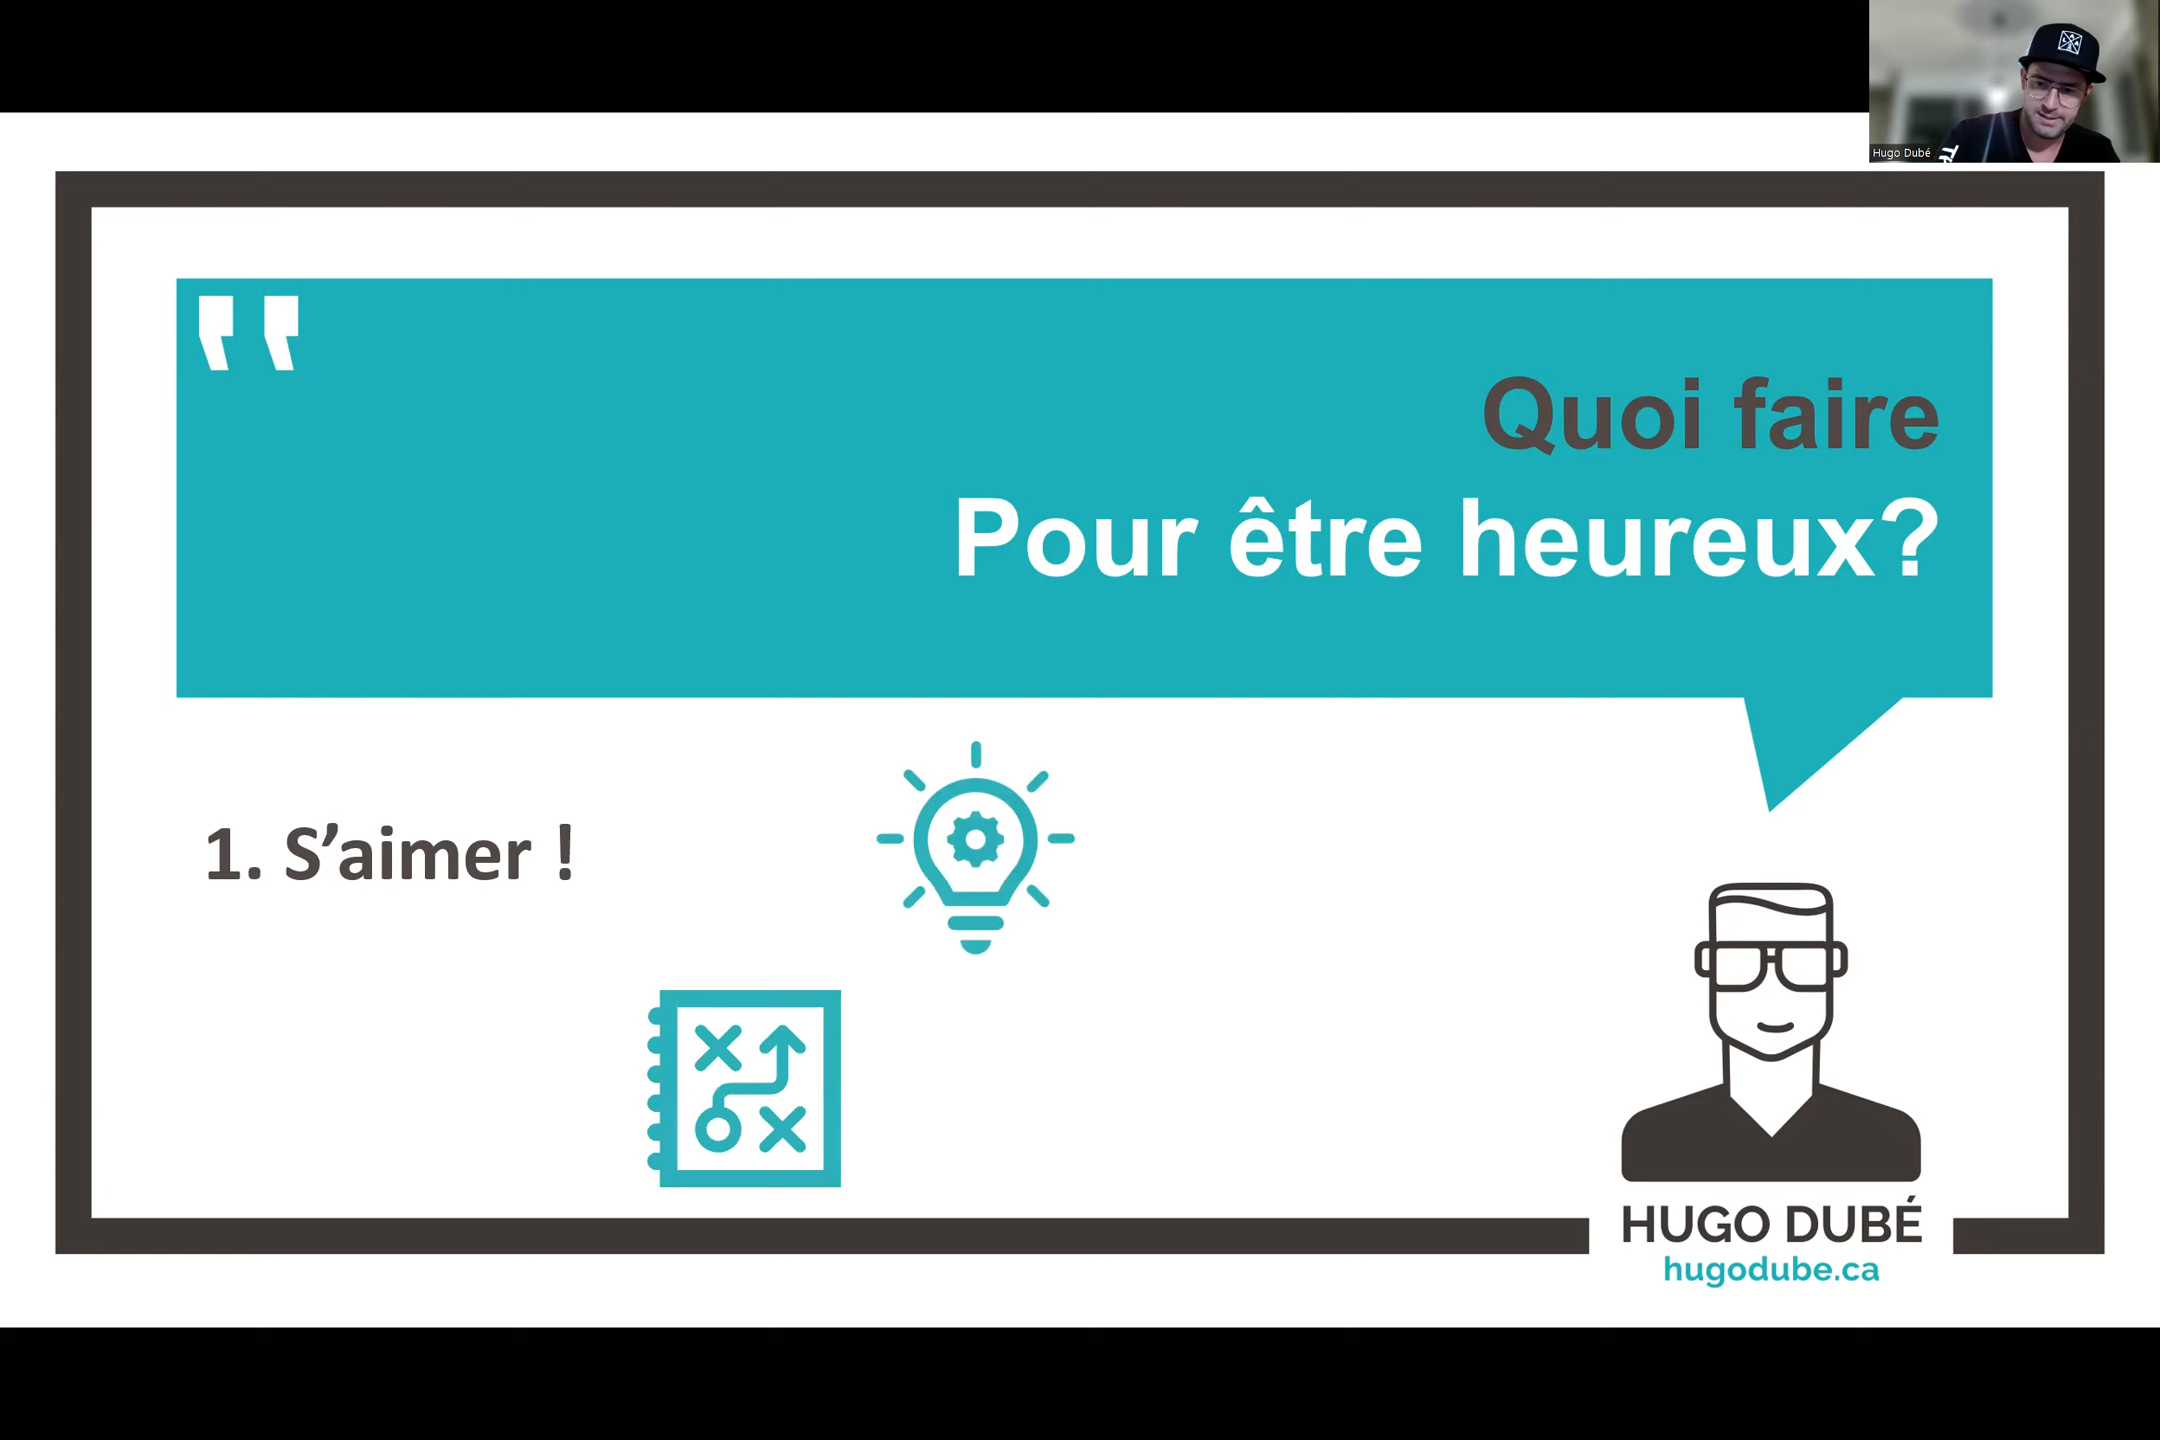 Hugo Dubé
Quoi faire
Pour être heureux?
1. S’aimer !
HUGO DUBÉ
hugodube.ca